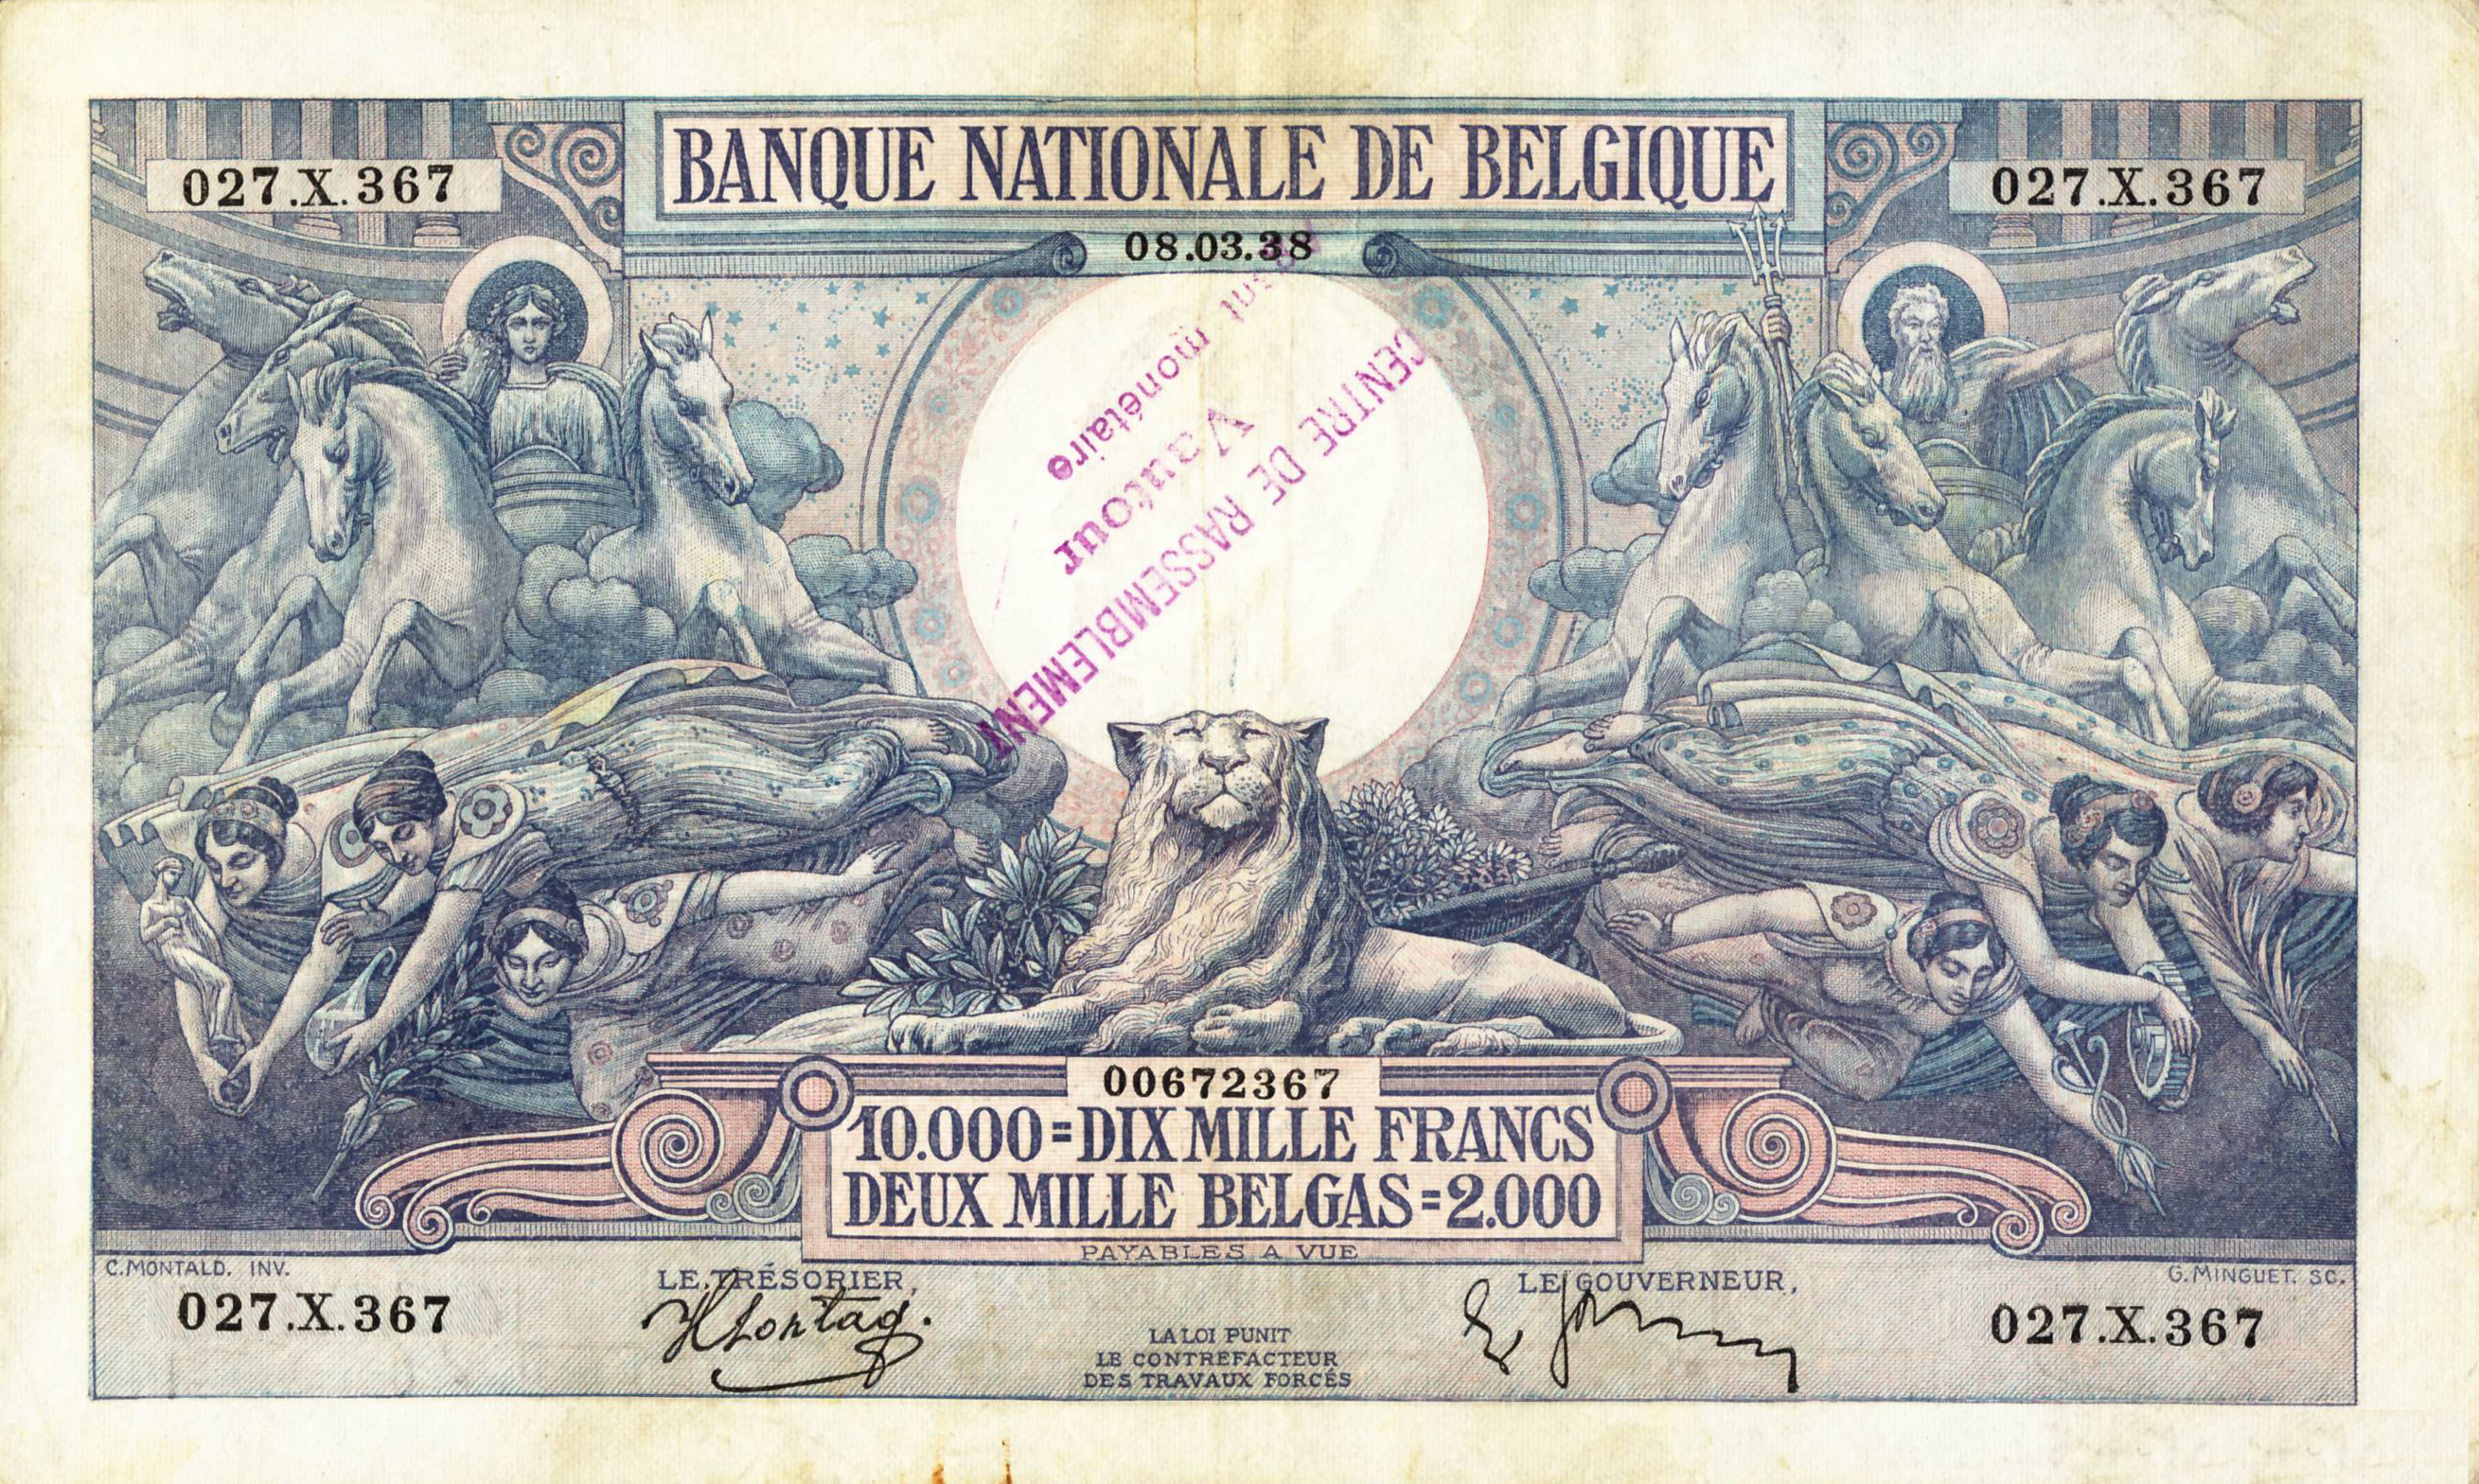 BANQUE NATIONALE DE BELGIQUE
027.X.367
027.X.367
08.03.38
monétaire
Vautour
CENTRE DE RASSEMBLEMENT
00672367
10.000=DIX MILLE FRANCS
DEUX MILLE BELGAS=2.000
PAYABLES A VUE
C.MONTALD. INV.
G.MINGUET. SC.
027.X.367
LE TRÉSORIER,
LE GOUVERNEUR,
027.X.367
LA LOI PUNIT
LE CONTREFACTEUR
DES TRAVAUX FORCÉS